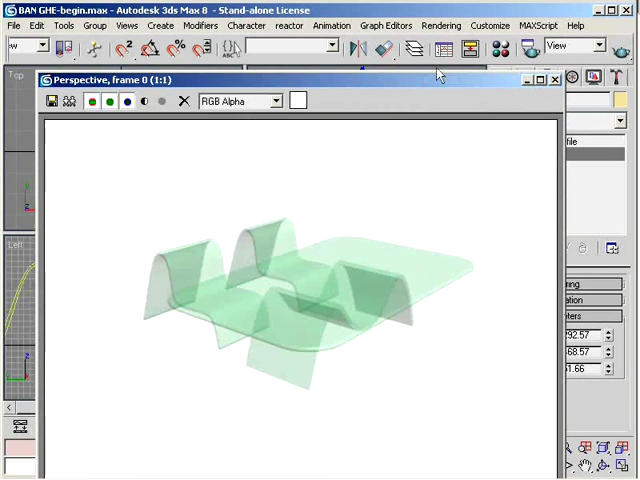 BAN GHE-begin.max - Autodesk 3ds Max 8 - Stand-alone License
File Edit Tools Group Views Create Modifiers Character reactor Animation Graph Editors Rendering Customize MAXScript Help
View
ABC
Top
Perspective, frame 0 (1:1)
RGB Alpha
Left